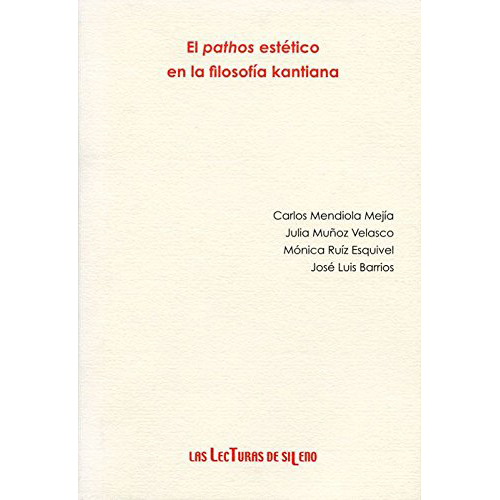 El pathos estético
en la filosofía kantiana
Carlos Mendiola Mejía
Julia Muñoz Velasco
Mónica Ruíz Esquivel
José Luis Barrios
LAS LECTURAS DE SILENO